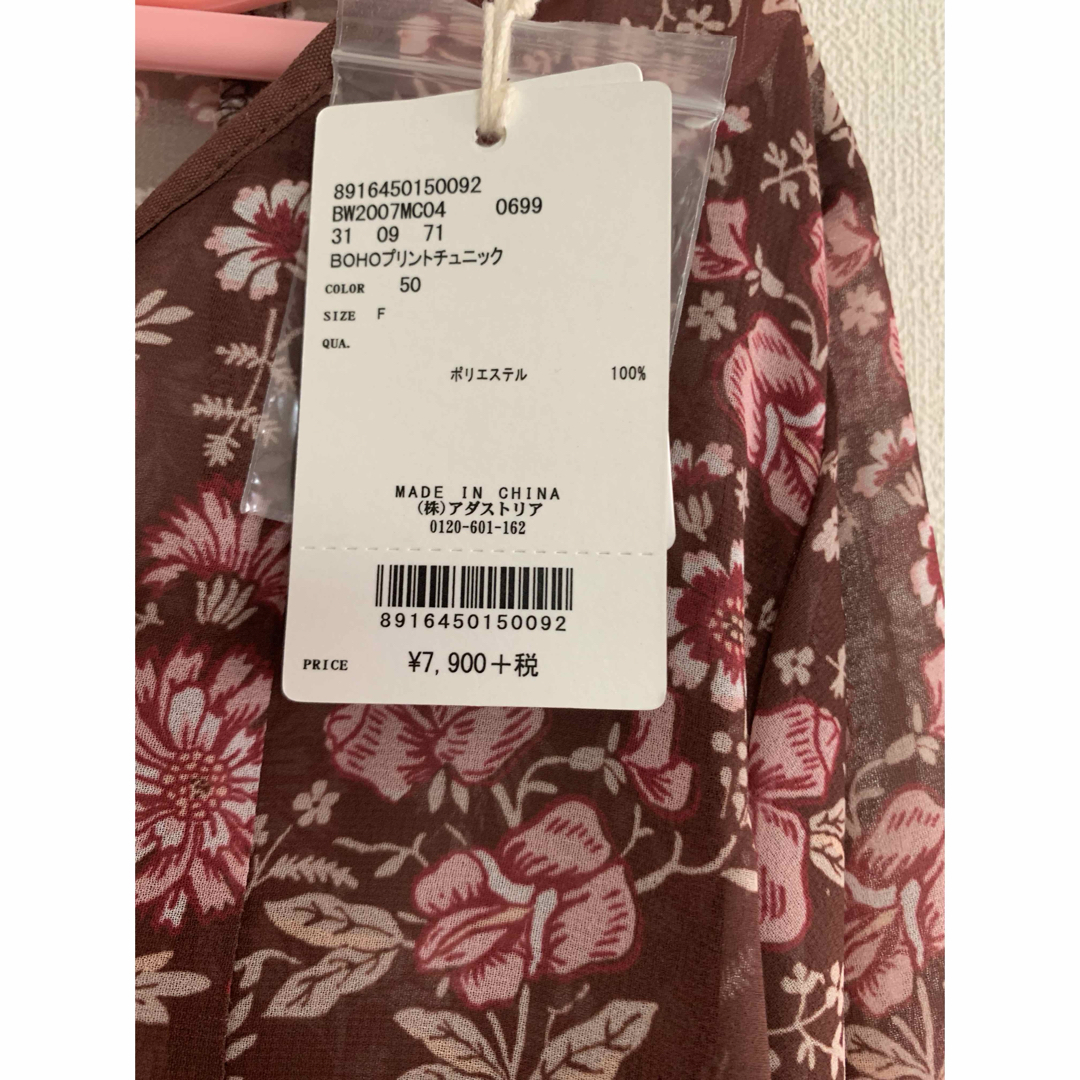 8916450150092
BW2007MC04 0699
31 09 71
BOHOプリントチュニック
COLOR 50
SIZE F
QUA.
ポリエステル 100%
MADE IN CHINA
(株)アダストリア
0120-601-162
8916450150092
PRICE ¥7,900+税